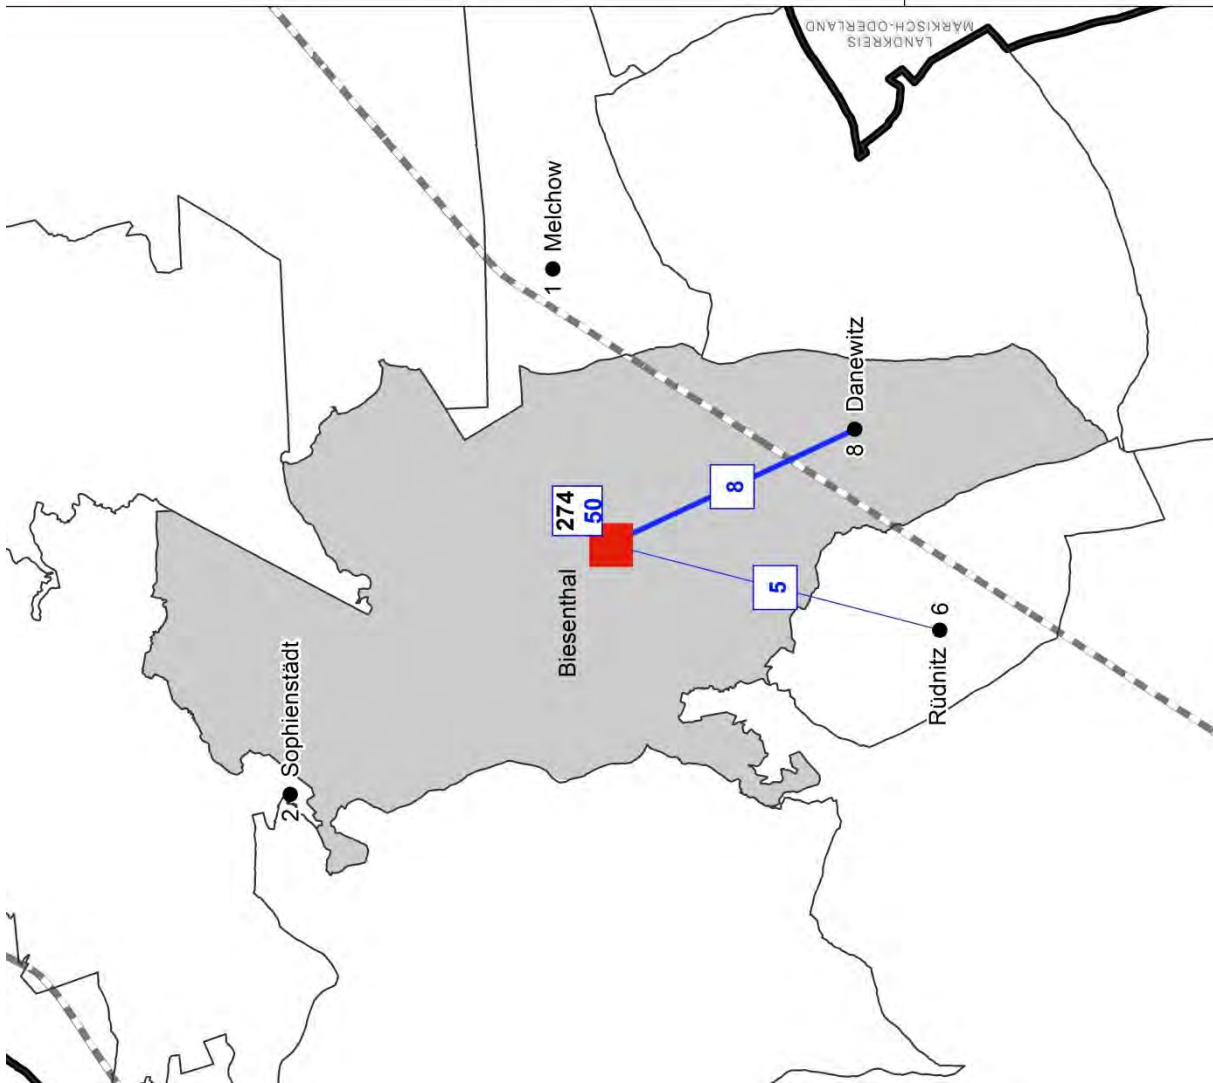 LANDKREIS
MÄRKISCH-ODERLAND
1 Melchow
8 Danewitz
274
50
8
Biesenthal
5
Rüdnitz 6
2 Sophienstädt